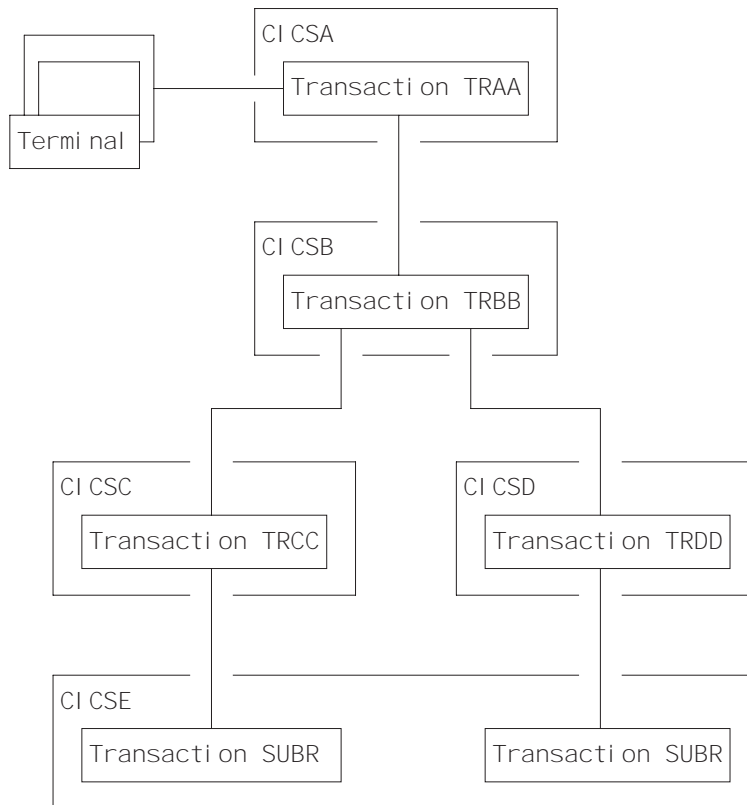 CICSA
Transaction TRAA
Terminal
CICSB
Transaction TRBB
CICSC
CICSD
Transaction TRCC
Transaction TRDD
CICSE
Transaction SUBR
Transaction SUBR